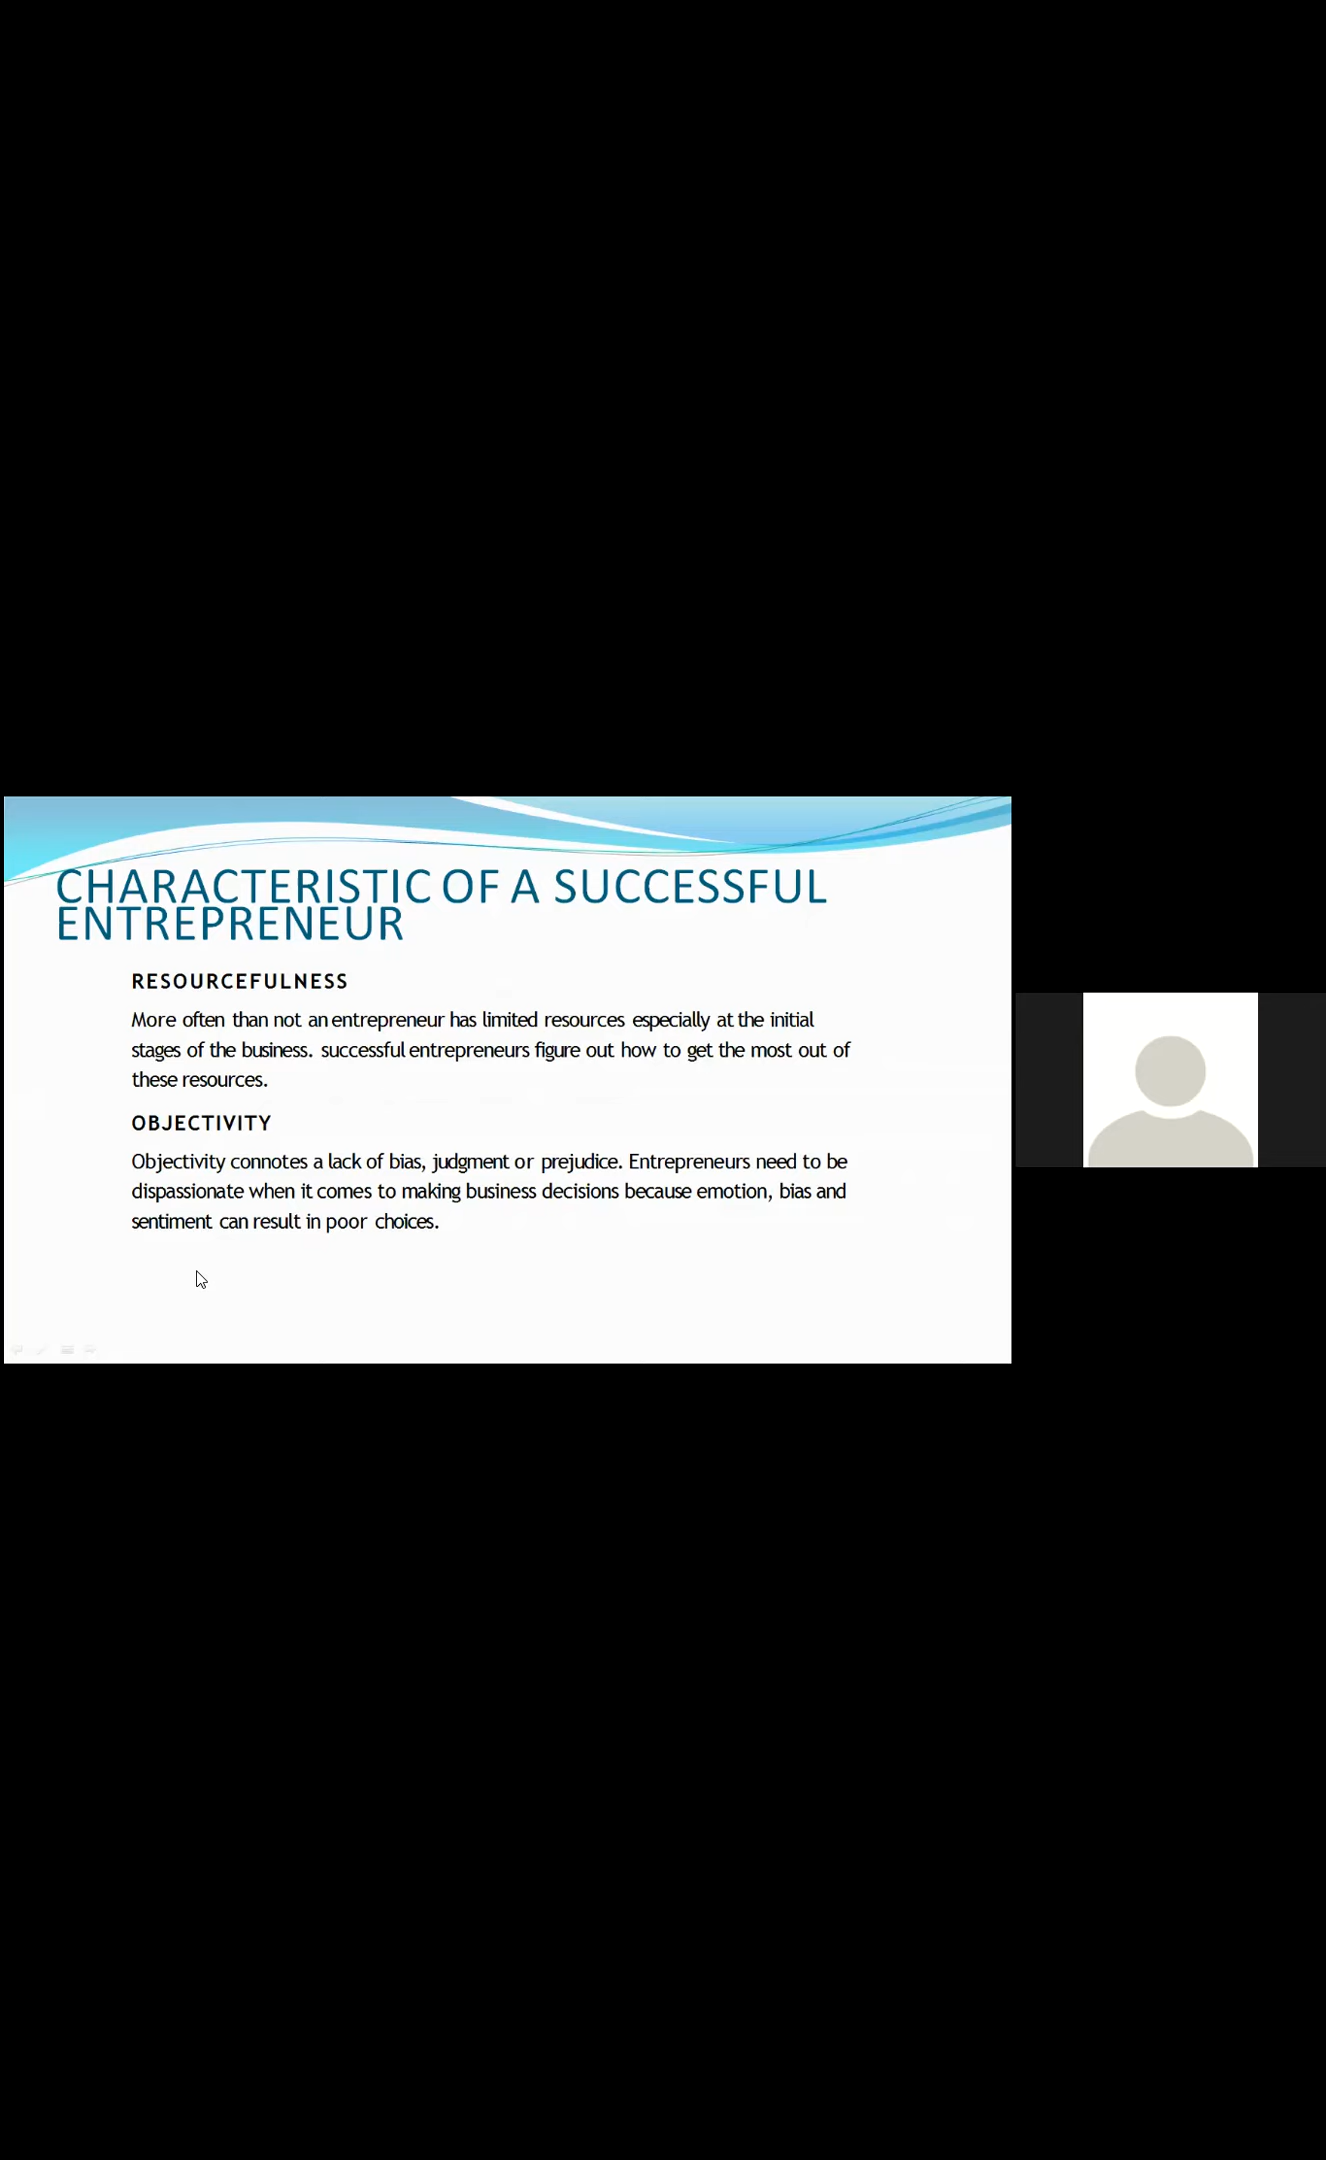 CHARACTERISTIC OF A SUCCESSFUL
ENTREPRENEUR
RESOURCEFULNESS
More often than not an entrepreneur has limited resources especially at the initial
stages of the business. successful entrepreneurs figure out how to get the most out of
these resources.
OBJECTIVITY
Objectivity connotes a lack of bias, judgment or prejudice. Entrepreneurs need to be
dispassionate when it comes to making business decisions because emotion, bias and
sentiment can result in poor choices.